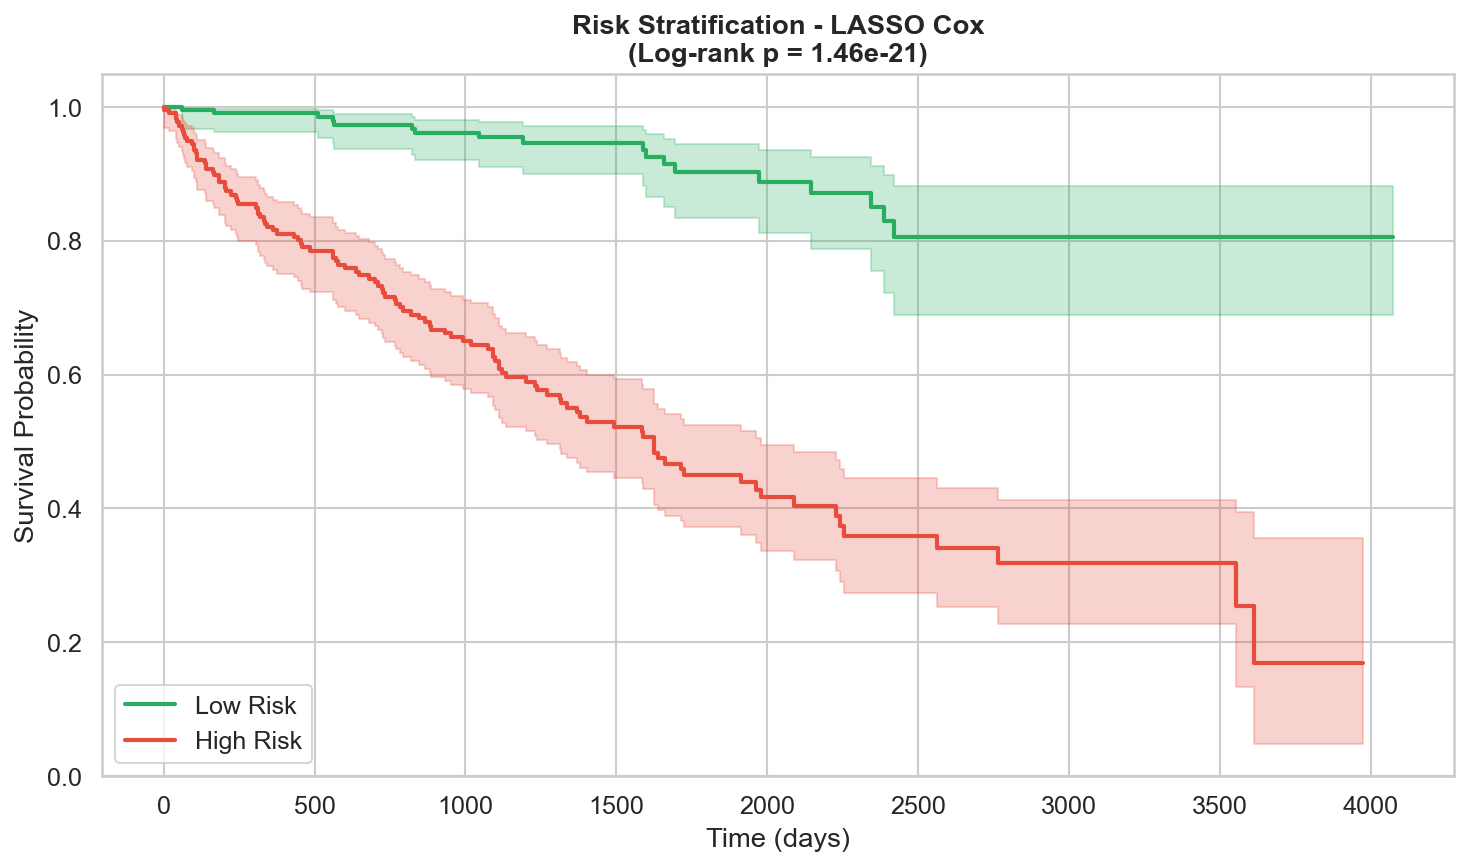 Risk Stratification - LASSO Cox
(Log-rank p = 1.46e-21)
Survival Probability
1.0
0.8
0.6
0.4
0.2
0.0
Low Risk
High Risk
0 500 1000 1500 2000 2500 3000 3500 4000
Time (days)